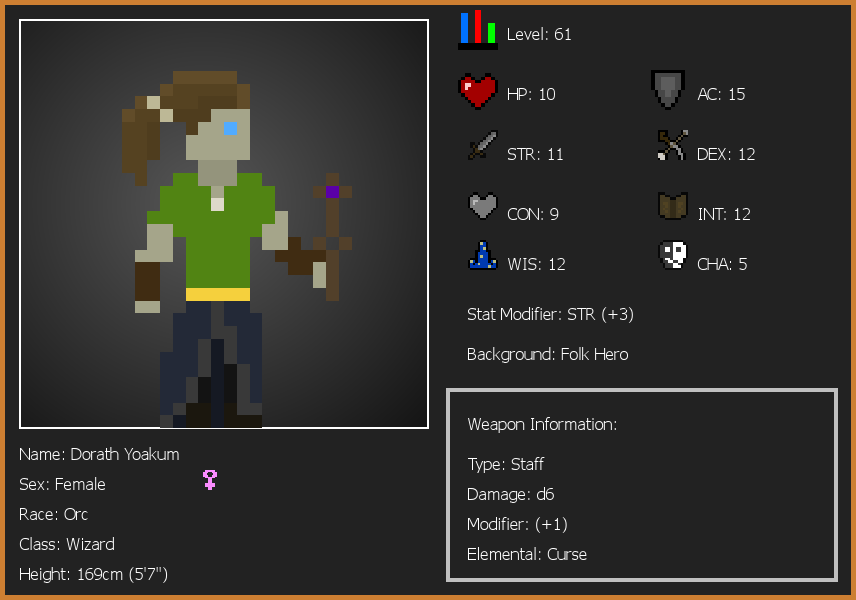 Level: 61
HP: 10
AC: 15
STR: 11
DEX: 12
CON: 9
INT: 12
WIS: 12
CHA: 5
Stat Modifier: STR (+3)
Background: Folk Hero
Weapon Information:
Type: Staff
Damage: d6
Modifier: (+1)
Elemental: Curse
Name: Dorath Yoakum
Sex: Female
Race: Orc
Class: Wizard
Height: 169cm (5'7")